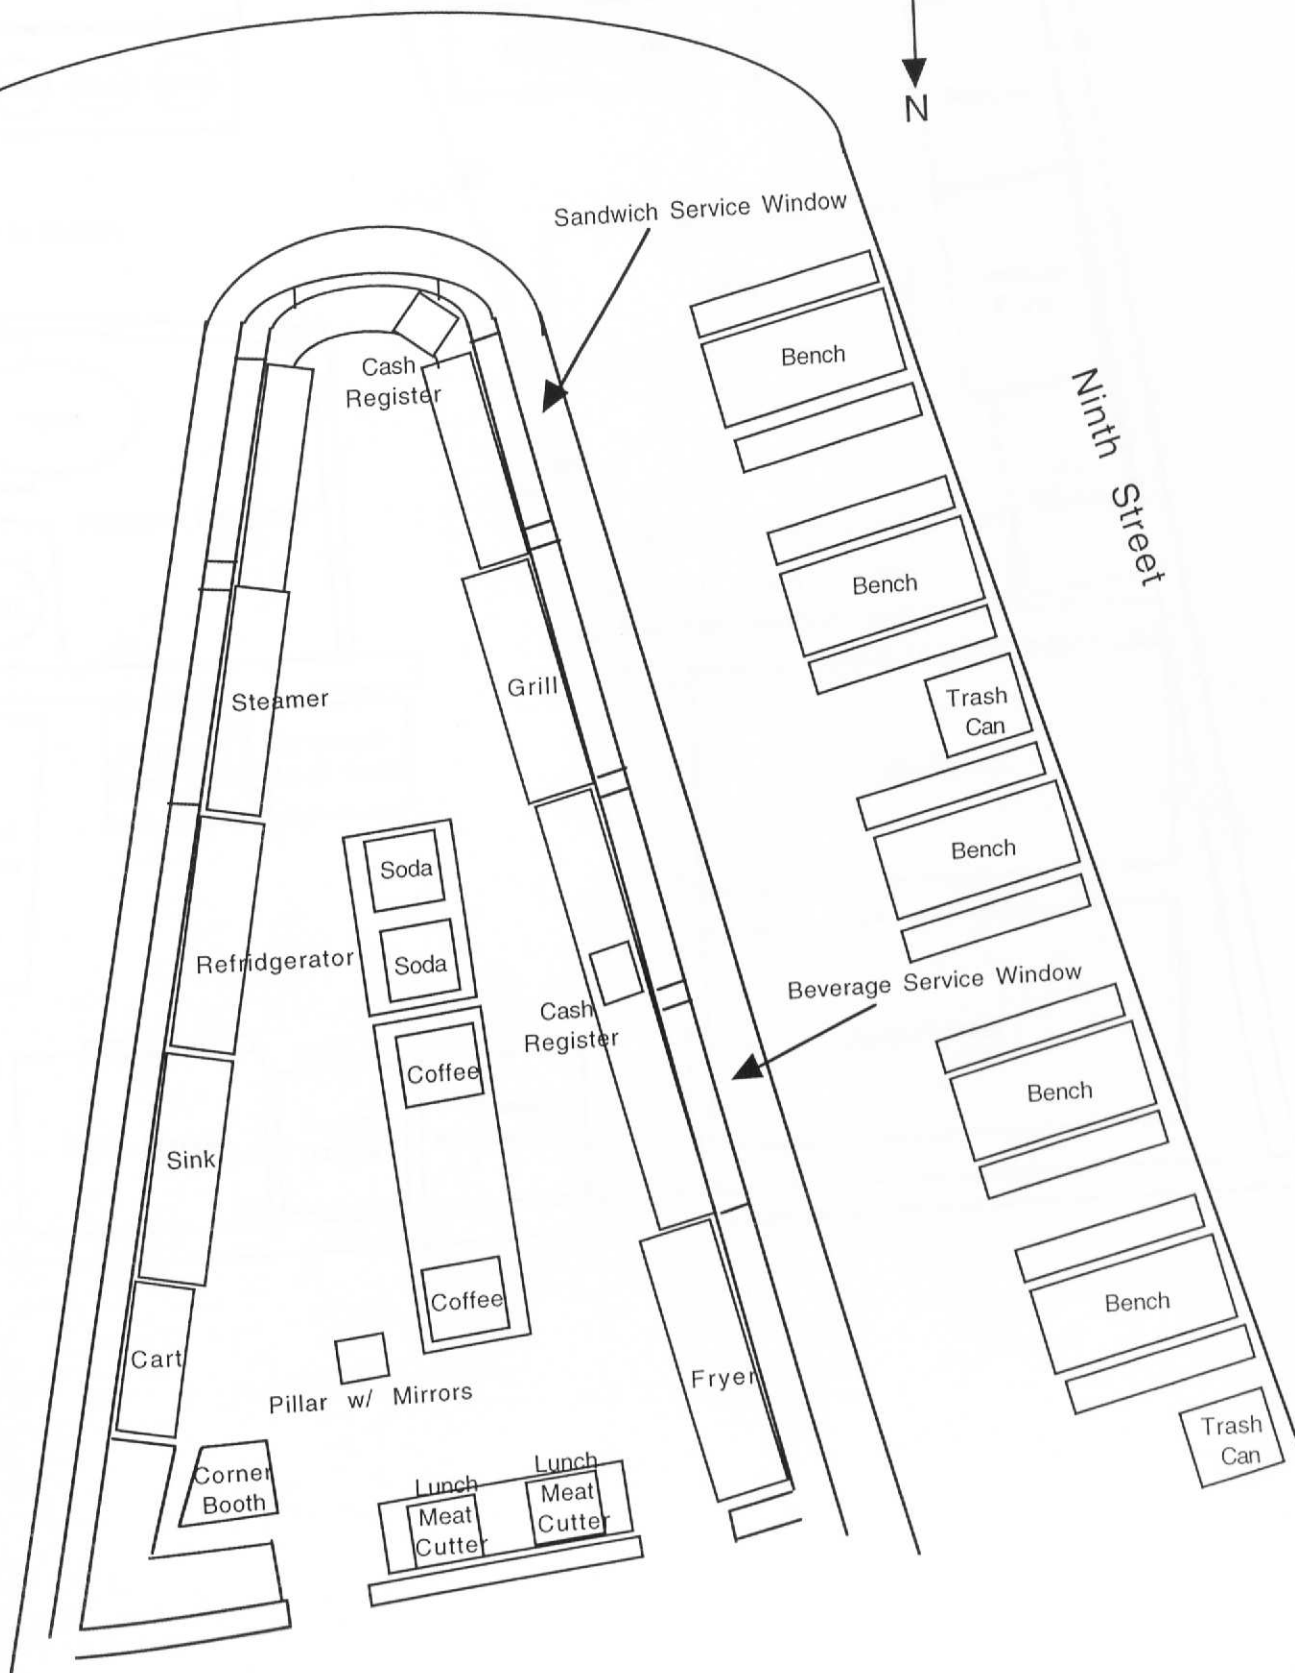 N
Sandwich Service Window
Bench
Cash
Register
Ninth Street
Bench
Grill
Steamer
Trash
Can
Bench
Soda
Refridgerator
Soda
Beverage Service Window
Cash
Register
Coffee
Bench
Sink
Coffee
Bench
Cart
Pillar w/ Mirrors
Fryer
Trash
Can
Corner
Booth
Lunch
Meat
Cutter
Lunch
Meat
Cutter